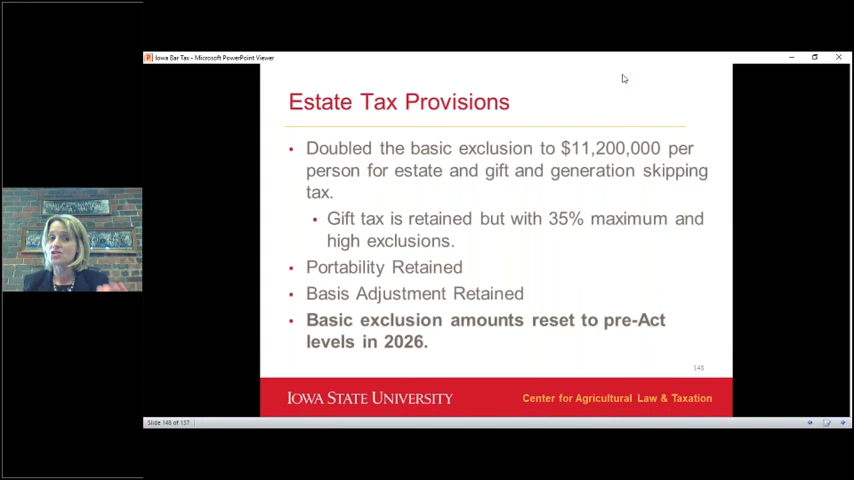 Iowa Bar Tax - Microsoft PowerPoint Viewer
Estate Tax Provisions
• Doubled the basic exclusion to $11,200,000 per
person for estate and gift and generation skipping
tax.
• Gift tax is retained but with 35% maximum and
high exclusions.
• Portability Retained
• Basis Adjustment Retained
• Basic exclusion amounts reset to pre-Act
levels in 2026.
148
IOWA STATE UNIVERSITY
Center for Agricultural Law & Taxation
Slide 148 of 157